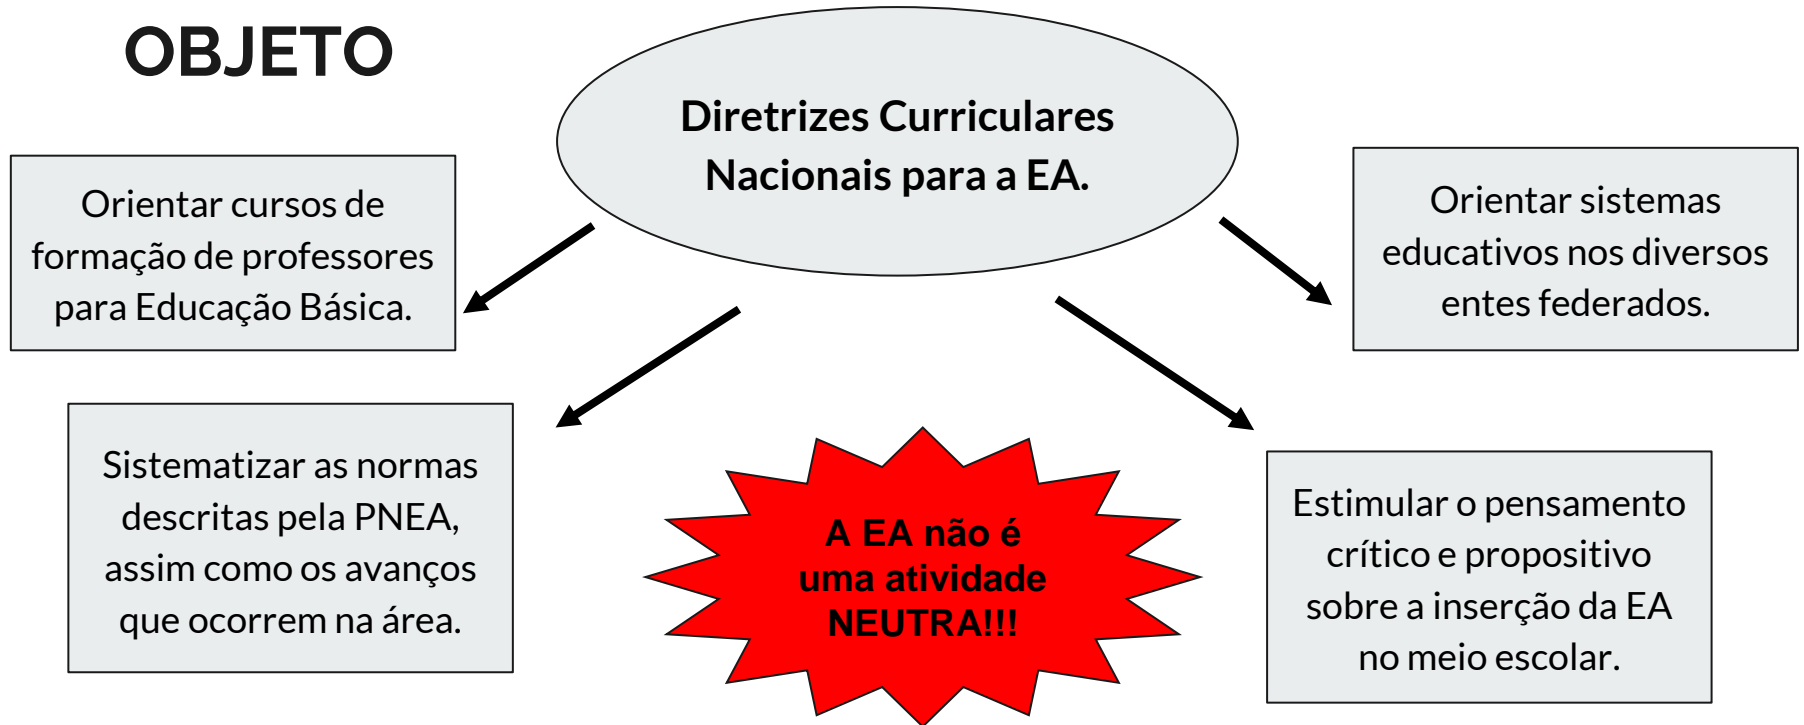 OBJETO
Diretrizes Curriculares
Nacionais para a EA.
Orientar cursos de
formação de professores
para Educação Básica.
Orientar sistemas
educativos nos diversos
entes federados.
Sistematizar as normas
descritas pela PNEA,
assim como os avanços
que ocorrem na área.
A EA não é
uma atividade
NEUTRA!!!
Estimular o pensamento
crítico e propositivo
sobre a inserção da EA
no meio escolar.